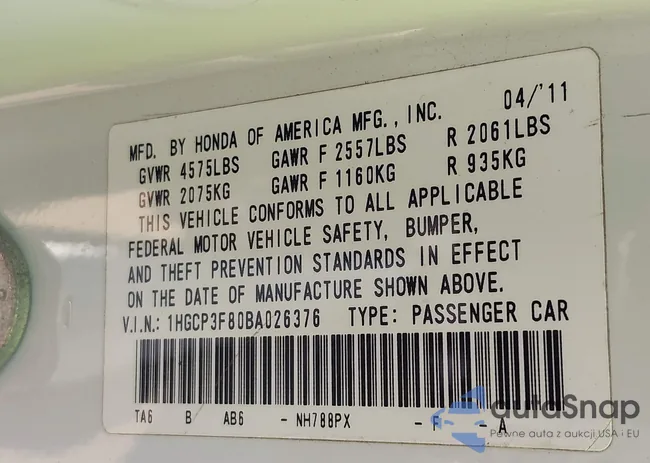 MFD. BY HONDA OF AMERICA MFG., INC. 04/'11
GVWR 4575LBS GAWR F 2557LBS R 2061LBS
GVWR 2075KG GAWR F 1160KG R 935KG
THIS VEHICLE CONFORMS TO ALL APPLICABLE
FEDERAL MOTOR VEHICLE SAFETY, BUMPER,
AND THEFT PREVENTION STANDARDS IN EFFECT
ON THE DATE OF MANUFACTURE SHOWN ABOVE.
V.I.N.: 1HGCP3F80BA026376 TYPE: PASSENGER CAR
TA6 B AB6 - NH788PX - F - A
autaSnap
Pewne auta z aukcji USA i EU